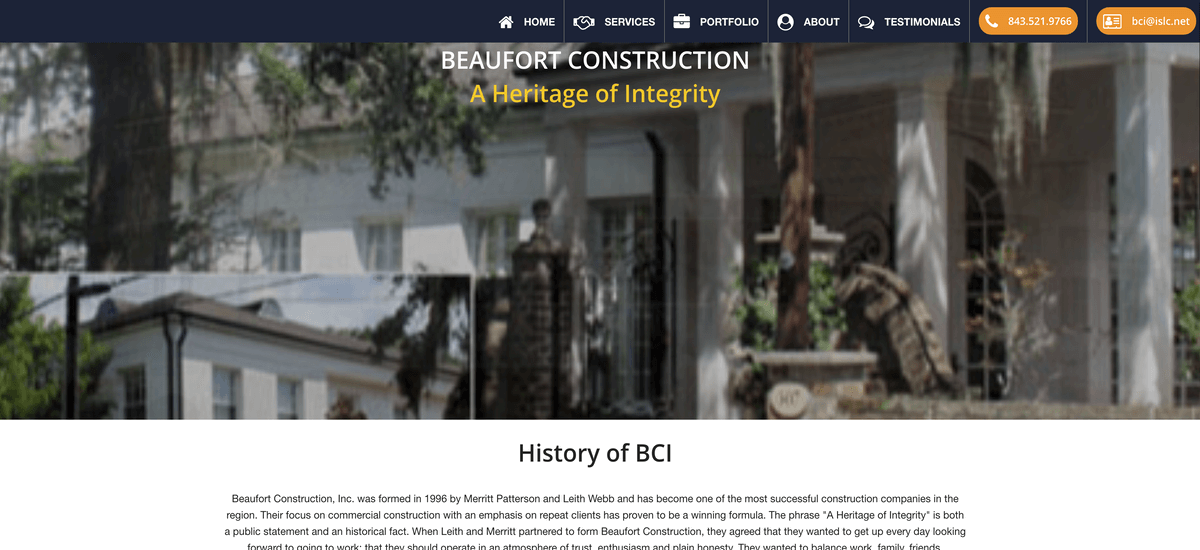 HOME SERVICES PORTFOLIO ABOUT TESTIMONIALS 843.521.9766 bci@islc.net
BEAUFORT CONSTRUCTION
A Heritage of Integrity
History of BCI
Beaufort Construction, Inc. was formed in 1996 by Merritt Patterson and Leith Webb and has become one of the most successful construction companies in the
region. Their focus on commercial construction with an emphasis on repeat clients has proven to be a winning formula. The phrase "A Heritage of Integrity" is both
a public statement and an historical fact. When Leith and Merritt partnered to form Beaufort Construction, they agreed that they wanted to get up every day looking
forward to going to work; that they should operate in an atmosphere of trust, enthusiasm and plain honesty. They wanted to balance work, family, friends,